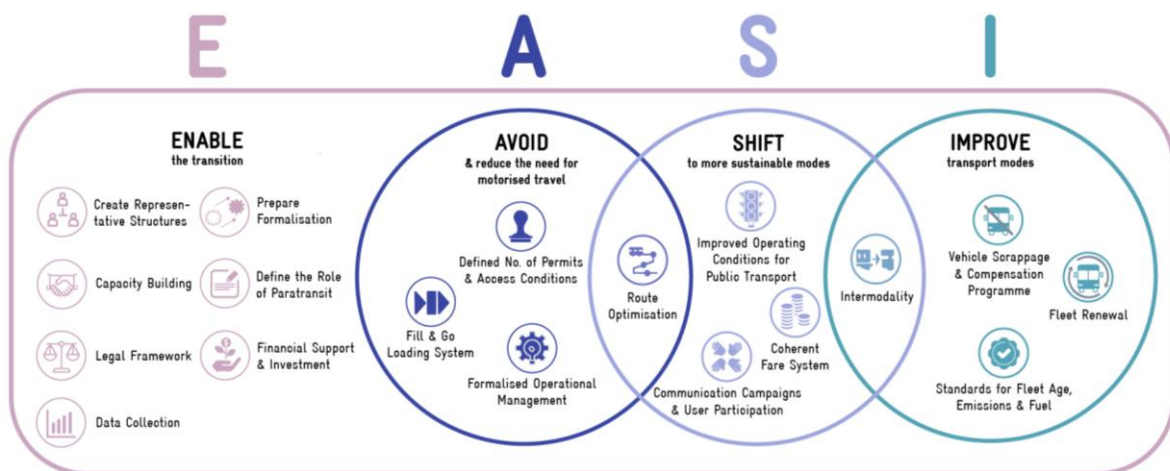 E A S I
ENABLE
the transition
Create Represen-
tative Structures
Prepare
Formalisation
Capacity Building
Define the Role
of Paratransit
Legal Framework
Financial Support
& Investment
Data Collection
AVOID
& reduce the need for
motorised travel
Defined No. of Permits
& Access Conditions
Fill & Go
Loading System
Formalised Operational
Management
Route
Optimisation
SHIFT
to more sustainable modes
Improved Operating
Conditions for
Public Transport
Coherent
Fare System
Communication Campaigns
& User Participation
Intermodality
IMPROVE
transport modes
Vehicle Scrappage
& Compensation
Programme
Fleet Renewal
Standards for Fleet Age,
Emissions & Fuel